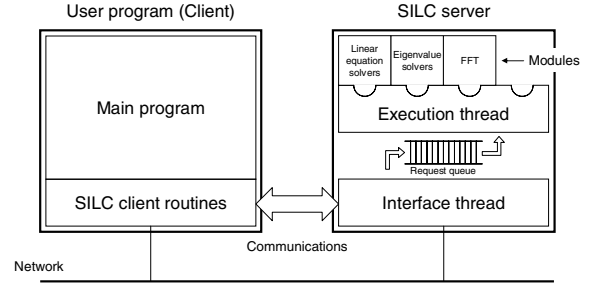 User program (Client)
SILC server
Linear
equation
solvers
Eigenvalue
solvers
FFT
Modules
Main program
Execution thread
Request queue
SILC client routines
Interface thread
Communications
Network